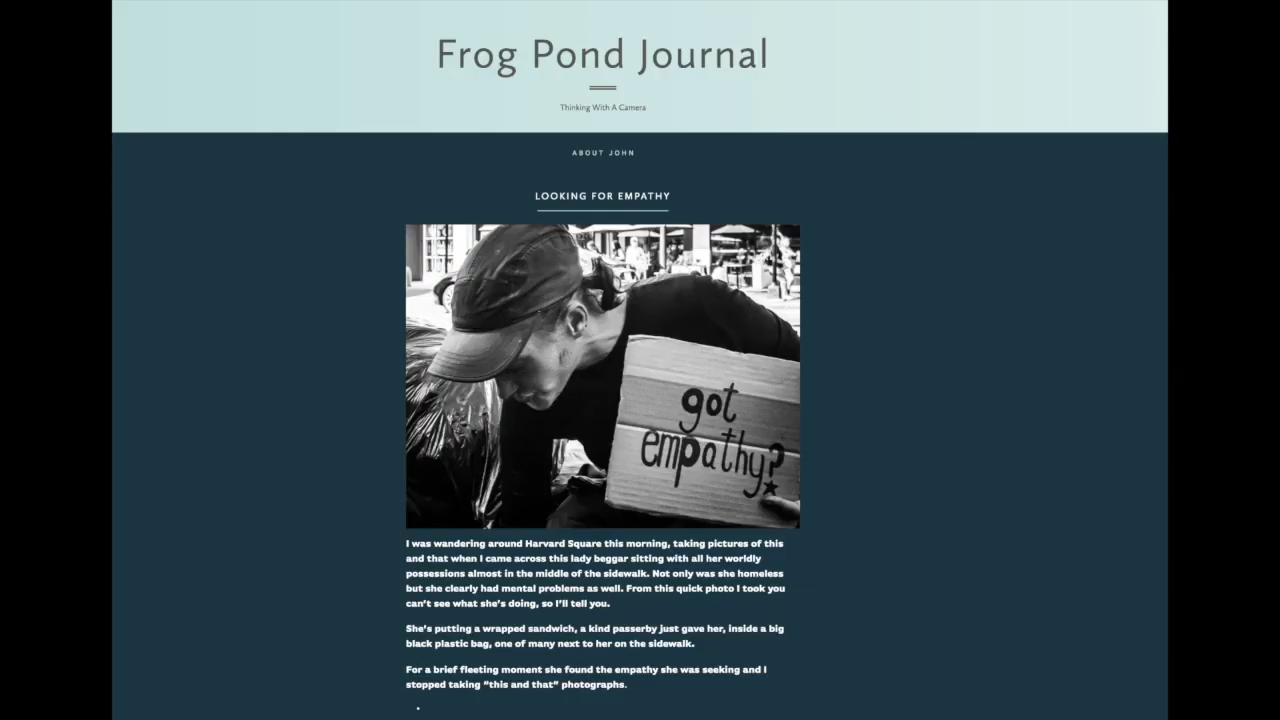 Frog Pond Journal
Thinking With A Camera
ABOUT JOHN
LOOKING FOR EMPATHY
got
empathy?
I was wandering around Harvard Square this morning, taking pictures of this
and that when I came across this lady beggar sitting with all her worldly
possessions almost in the middle of the sidewalk. Not only was she homeless
but she clearly had mental problems as well. From this quick photo I took you
can't see what she's doing, so I'll tell you.
She's putting a wrapped sandwich, a kind passerby just gave her, inside a big
black plastic bag, one of many next to her on the sidewalk.
For a brief fleeting moment she found the empathy she was seeking and I
stopped taking "this and that" photographs.